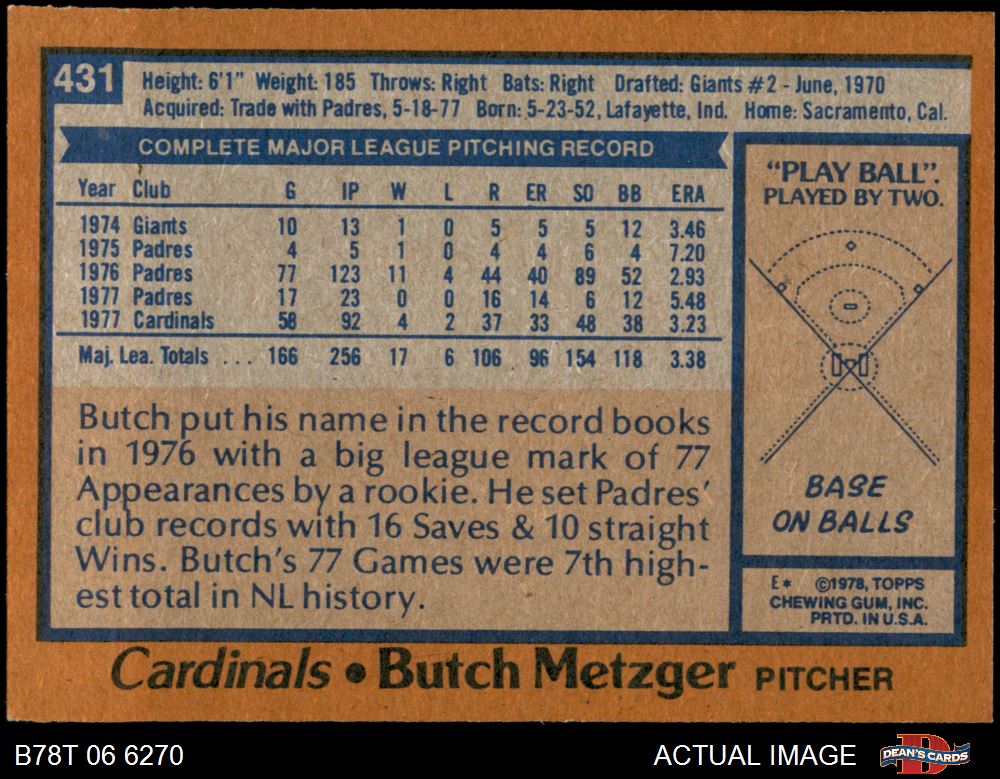 431
Height: 6'1" Weight: 185 Throws: Right Bats: Right Drafted: Giants #2 - June, 1970
Acquired: Trade with Padres, 5-18-77 Born: 5-23-52, Lafayette, Ind. Home: Sacramento, Cal.
COMPLETE MAJOR LEAGUE PITCHING RECORD
Year Club G IP W L R ER SO BB ERA
1974 Giants 10 13 1 0 5 5 5 12 3.46
1975 Padres 4 5 1 0 4 4 6 4 7.20
1976 Padres 77 123 11 4 44 40 89 52 2.93
1977 Padres 17 23 0 0 16 14 6 12 5.48
1977 Cardinals 58 92 4 2 37 33 48 38 3.23
Maj. Lea. Totals . . . 166 256 17 6 106 96 154 118 3.38
Butch put his name in the record books
in 1976 with a big league mark of 77
Appearances by a rookie. He set Padres'
club records with 16 Saves & 10 straight
Wins. Butch's 77 Games were 7th high-
est total in NL history.
"PLAY BALL".
PLAYED BY TWO.
BASE
ON BALLS
E* ©1978, TOPPS
CHEWING GUM, INC.
PRTD. IN U.S.A.
Cardinals • Butch Metzger PITCHER
B78T 06 6270
ACTUAL IMAGE
DEAN'S CARDS